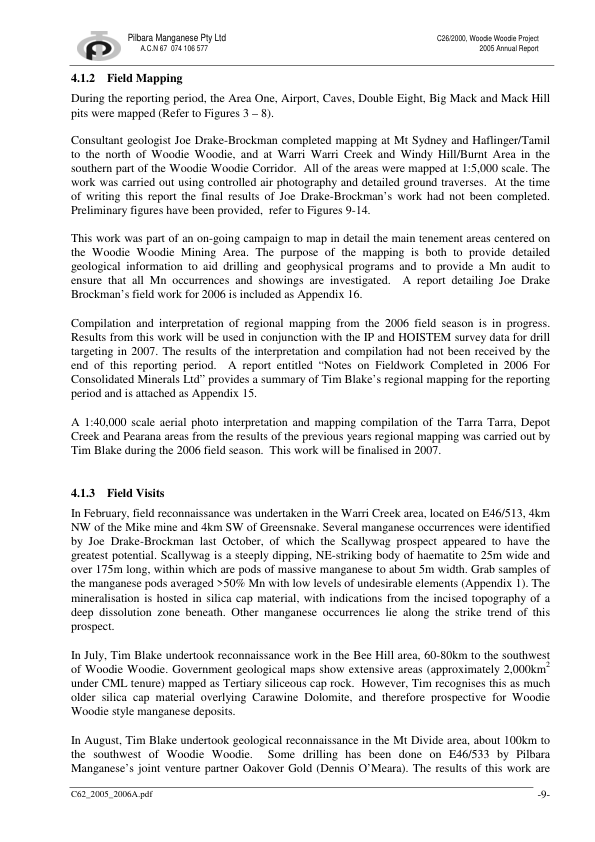 Pilbara Manganese Pty Ltd
A.C.N 67 074 106 577
C26/2000, Woodie Woodie Project
2005 Annual Report
4.1.2 Field Mapping
During the reporting period, the Area One, Airport, Caves, Double Eight, Big Mack and Mack Hill
pits were mapped (Refer to Figures 3 – 8).
Consultant geologist Joe Drake-Brockman completed mapping at Mt Sydney and Haflinger/Tamil
to the north of Woodie Woodie, and at Warri Warri Creek and Windy Hill/Burnt Area in the
southern part of the Woodie Woodie Corridor. All of the areas were mapped at 1:5,000 scale. The
work was carried out using controlled air photography and detailed ground traverses. At the time
of writing this report the final results of Joe Drake-Brockman's work had not been completed.
Preliminary figures have been provided, refer to Figures 9-14.
This work was part of an on-going campaign to map in detail the main tenement areas centered on
the Woodie Woodie Mining Area. The purpose of the mapping is both to provide detailed
geological information to aid drilling and geophysical programs and to provide a Mn audit to
ensure that all Mn occurrences and showings are investigated. A report detailing Joe Drake
Brockman's field work for 2006 is included as Appendix 16.
Compilation and interpretation of regional mapping from the 2006 field season is in progress.
Results from this work will be used in conjunction with the IP and HOISTEM survey data for drill
targeting in 2007. The results of the interpretation and compilation had not been received by the
end of this reporting period. A report entitled “Notes on Fieldwork Completed in 2006 For
Consolidated Minerals Ltd” provides a summary of Tim Blake's regional mapping for the reporting
period and is attached as Appendix 15.
A 1:40,000 scale aerial photo interpretation and mapping compilation of the Tarra Tarra, Depot
Creek and Pearana areas from the results of the previous years regional mapping was carried out by
Tim Blake during the 2006 field season. This work will be finalised in 2007.
4.1.3 Field Visits
In February, field reconnaissance was undertaken in the Warri Creek area, located on E46/513, 4km
NW of the Mike mine and 4km SW of Greensnake. Several manganese occurrences were identified
by Joe Drake-Brockman last October, of which the Scallywag prospect appeared to have the
greatest potential. Scallywag is a steeply dipping, NE-striking body of haematite to 25m wide and
over 175m long, within which are pods of massive manganese to about 5m width. Grab samples of
the manganese pods averaged >50% Mn with low levels of undesirable elements (Appendix 1). The
mineralisation is hosted in silica cap material, with indications from the incised topography of a
deep dissolution zone beneath. Other manganese occurrences lie along the strike trend of this
prospect.
In July, Tim Blake undertook reconnaissance work in the Bee Hill area, 60-80km to the southwest
of Woodie Woodie. Government geological maps show extensive areas (approximately 2,000km²
under CML tenure) mapped as Tertiary siliceous cap rock. However, Tim recognises this as much
older silica cap material overlying Carawine Dolomite, and therefore prospective for Woodie
Woodie style manganese deposits.
In August, Tim Blake undertook geological reconnaissance in the Mt Divide area, about 100km to
the southwest of Woodie Woodie. Some drilling has been done on E46/533 by Pilbara
Manganese's joint venture partner Oakover Gold (Dennis O'Meara). The results of this work are
C62_2005_2006A.pdf
-9-